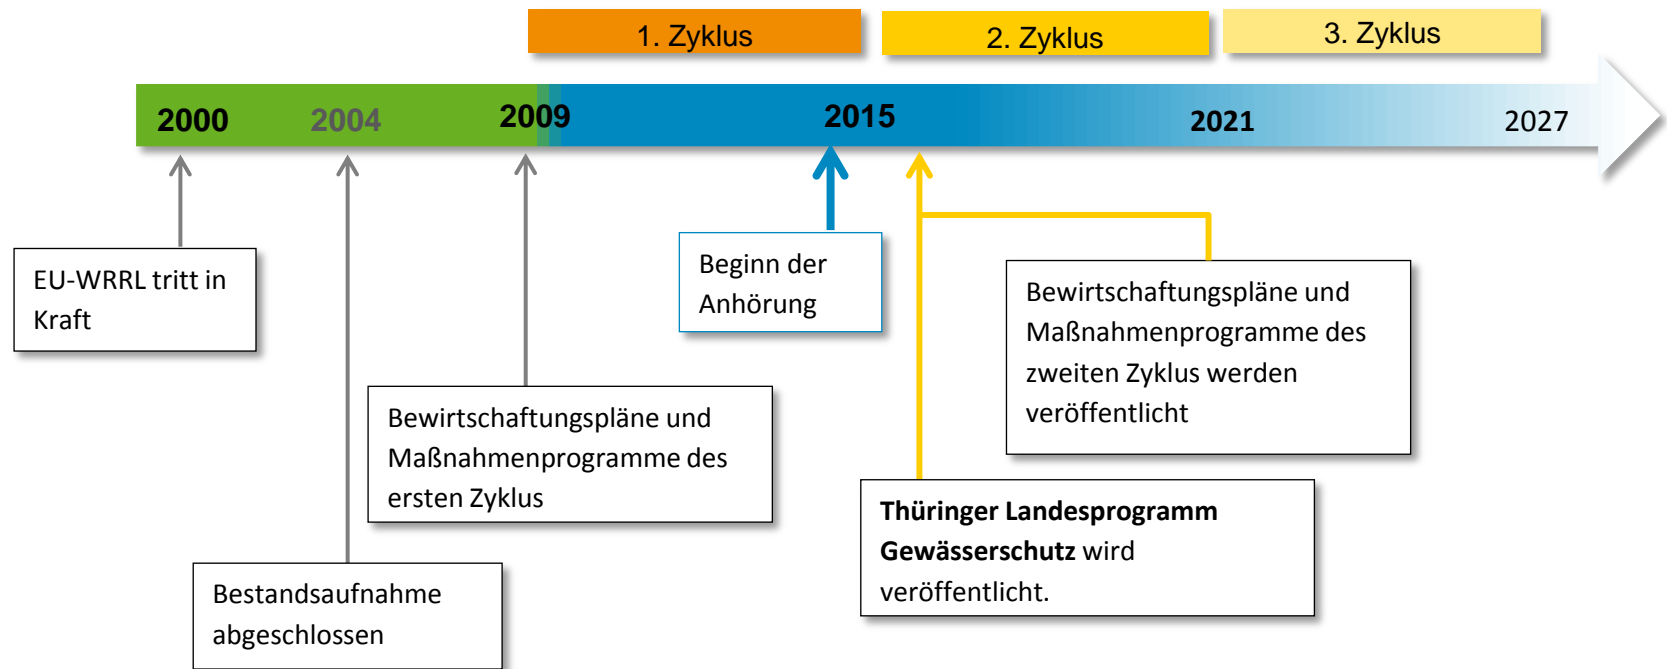 1. Zyklus
2. Zyklus
3. Zyklus
2000
2004
2009
2015
2021
2027
EU-WRRL tritt in
Kraft
Beginn der
Anhörung
Bewirtschaftungspläne und
Maßnahmenprogramme des
zweiten Zyklus werden
veröffentlicht
Bewirtschaftungspläne und
Maßnahmenprogramme des
ersten Zyklus
Thüringer Landesprogramm
Gewässerschutz wird
veröffentlicht.
Bestandsaufnahme
abgeschlossen